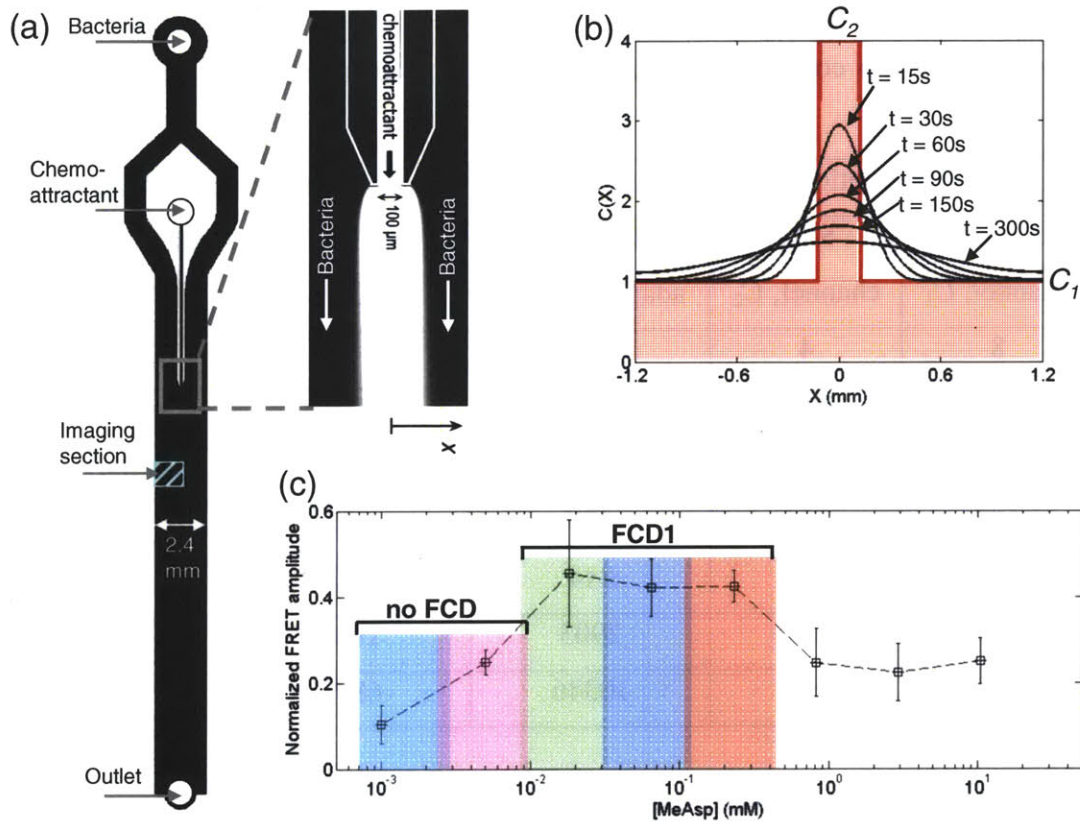 (a)
Bacteria
Chemo-
attractant
Imaging
section
2.4
mm
Outlet
chemoattractant
100 μm
Bacteria
Bacteria
x
(b)
C2
C(X)
4
3
2
1
0
t = 15s
t = 30s
t = 60s
t = 90s
t = 150s
t = 300s
C1
-1.2
-0.6
0
0.6
1.2
X (mm)
(c)
Normalized FRET amplitude
0.6
0.4
0.2
0
no FCD
FCD1
10-3
10-2
10-1
100
101
[MeAsp] (mM)